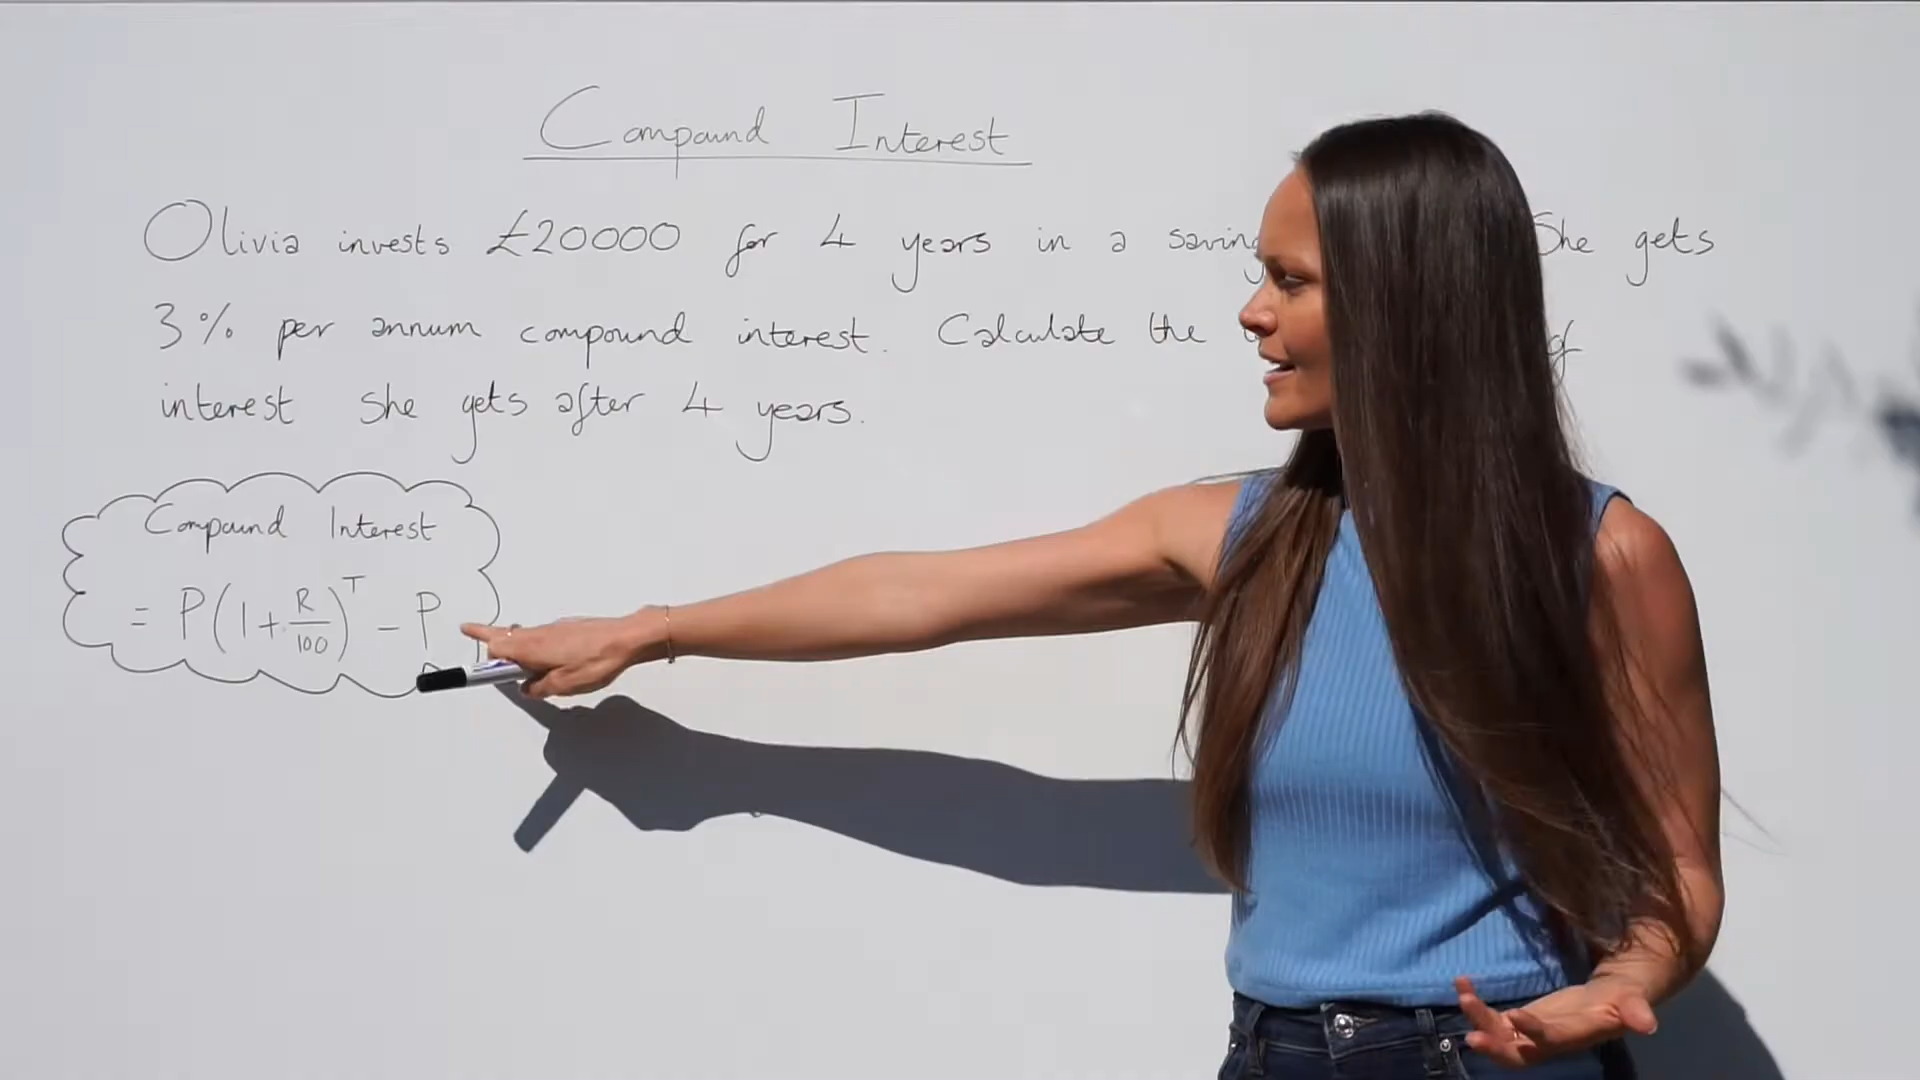 Compound Interest
Olivia invests £20000 for 4 years in a saving She gets
3% per annum compound interest. Calculate the of
interest she gets after 4 years.
Compound Interest
= P(1+R/100)^T - P